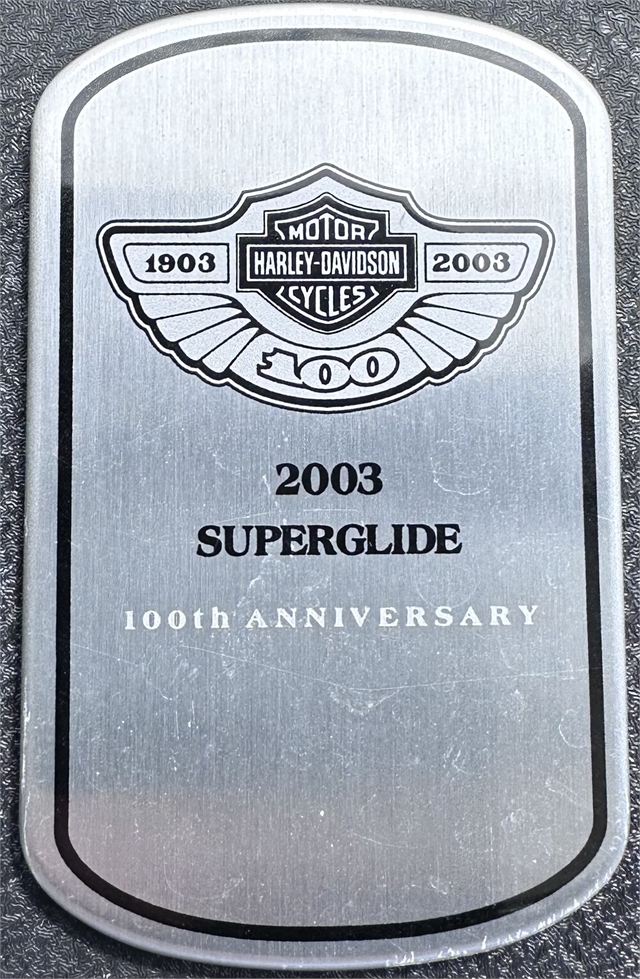 MOTOR
1903 HARLEY-DAVIDSON 2003
CYCLES
100
2003
SUPERGLIDE
100th ANNIVERSARY